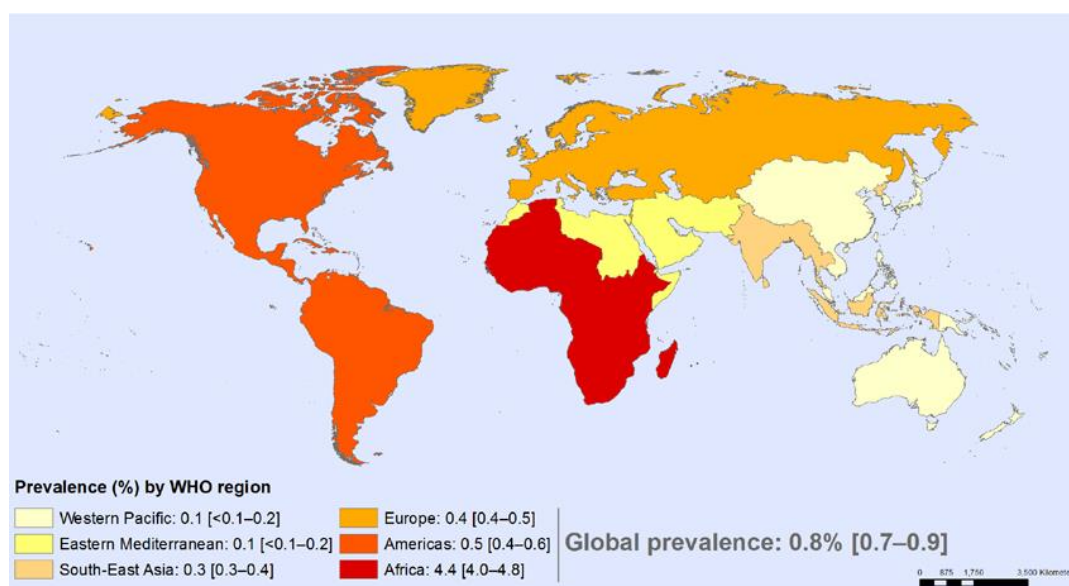 Prevalence (%) by WHO region
Western Pacific: 0.1 [<0.1–0.2]
Eastern Mediterranean: 0.1 [<0.1–0.2]
South-East Asia: 0.3 [0.3–0.4]
Europe: 0.4 [0.4–0.5]
Americas: 0.5 [0.4–0.6]
Africa: 4.4 [4.0–4.8]
Global prevalence: 0.8% [0.7–0.9]
0 875 1,750 3,500 Kilomete